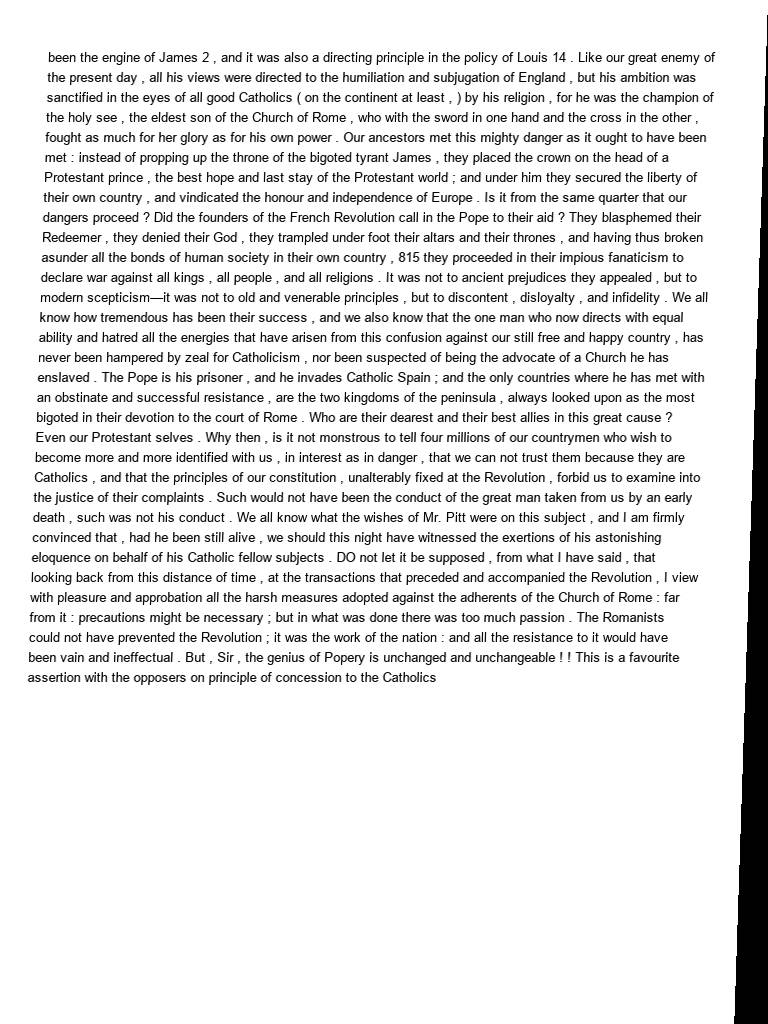 been the engine of James 2 , and it was also a directing principle in the policy of Louis 14 . Like our great enemy of
the present day , all his views were directed to the humiliation and subjugation of England , but his ambition was
sanctified in the eyes of all good Catholics ( on the continent at least , ) by his religion , for he was the champion of
the holy see , the eldest son of the Church of Rome , who with the sword in one hand and the cross in the other ,
fought as much for her glory as for his own power . Our ancestors met this mighty danger as it ought to have been
met : instead of propping up the throne of the bigoted tyrant James , they placed the crown on the head of a
Protestant prince , the best hope and last stay of the Protestant world ; and under him they secured the liberty of
their own country , and vindicated the honour and independence of Europe . Is it from the same quarter that our
dangers proceed ? Did the founders of the French Revolution call in the Pope to their aid ? They blasphemed their
Redeemer , they denied their God , they trampled under foot their altars and their thrones , and having thus broken
asunder all the bonds of human society in their own country , 815 they proceeded in their impious fanaticism to
declare war against all kings , all people , and all religions . It was not to ancient prejudices they appealed , but to
modern scepticism—it was not to old and venerable principles , but to discontent , disloyalty , and infidelity . We all
know how tremendous has been their success , and we also know that the one man who now directs with equal
ability and hatred all the energies that have arisen from this confusion against our still free and happy country , has
never been hampered by zeal for Catholicism , nor been suspected of being the advocate of a Church he has
enslaved . The Pope is his prisoner , and he invades Catholic Spain ; and the only countries where he has met with
an obstinate and successful resistance , are the two kingdoms of the peninsula , always looked upon as the most
bigoted in their devotion to the court of Rome . Who are their dearest and their best allies in this great cause ?
Even our Protestant selves . Why then , is it not monstrous to tell four millions of our countrymen who wish to
become more and more identified with us , in interest as in danger , that we can not trust them because they are
Catholics , and that the principles of our constitution , unalterably fixed at the Revolution , forbid us to examine into
the justice of their complaints . Such would not have been the conduct of the great man taken from us by an early
death , such was not his conduct . We all know what the wishes of Mr. Pitt were on this subject , and I am firmly
convinced that , had he been still alive , we should this night have witnessed the exertions of his astonishing
eloquence on behalf of his Catholic fellow subjects . DO not let it be supposed , from what I have said , that
looking back from this distance of time , at the transactions that preceded and accompanied the Revolution , I view
with pleasure and approbation all the harsh measures adopted against the adherents of the Church of Rome : far
from it : precautions might be necessary ; but in what was done there was too much passion . The Romanists
could not have prevented the Revolution ; it was the work of the nation : and all the resistance to it would have
been vain and ineffectual . But , Sir , the genius of Popery is unchanged and unchangeable ! ! This is a favourite
assertion with the opposers on principle of concession to the Catholics